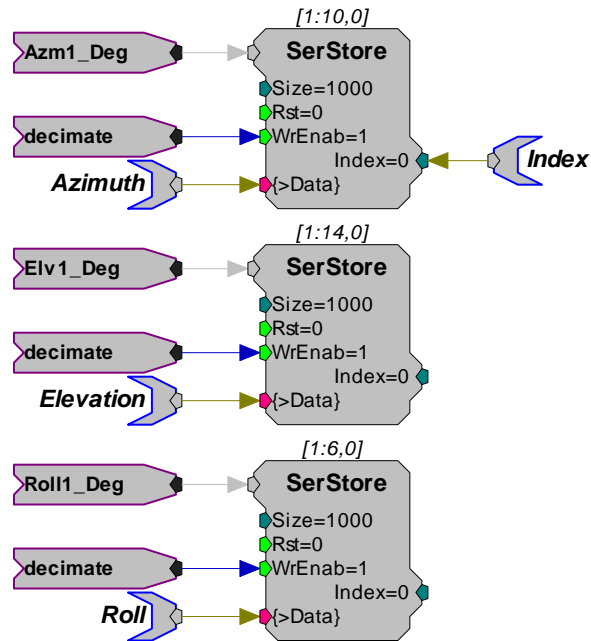 [1:10,0]
Azm1_Deg
SerStore
Size=1000
Rst=0
decimate
WrEnab=1
Index=0
Index
Azimuth
{>Data}
[1:14,0]
Elv1_Deg
SerStore
Size=1000
Rst=0
decimate
WrEnab=1
Index=0
Elevation
{>Data}
[1:6,0]
Roll1_Deg
SerStore
Size=1000
Rst=0
decimate
WrEnab=1
Index=0
Roll
{>Data}